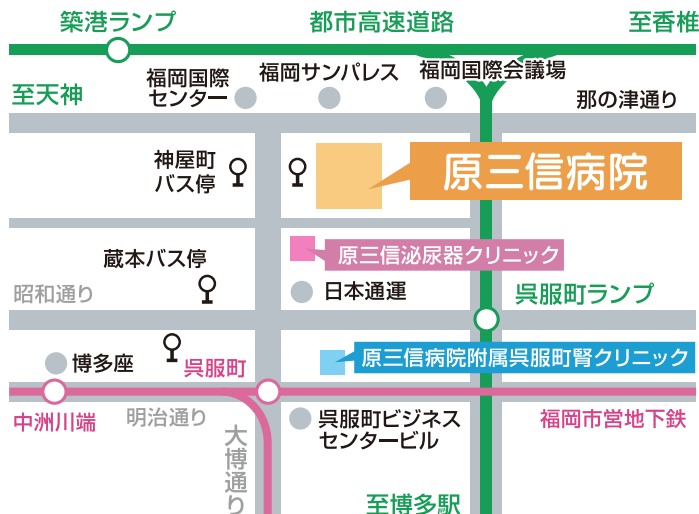 築港ランプ
都市高速道路
至香椎
至天神
福岡国際
センター
福岡サンパレス
福岡国際会議場
那の津通り
神屋町
バス停
原三信病院
蔵本バス停
原三信泌尿器クリニック
昭和通り
日本通運
呉服町ランプ
博多座
呉服町
原三信病院附属呉服町腎クリニック
中洲川端
明治通り
大博通り
呉服町ビジネス
センタービル
福岡市営地下鉄
至博多駅